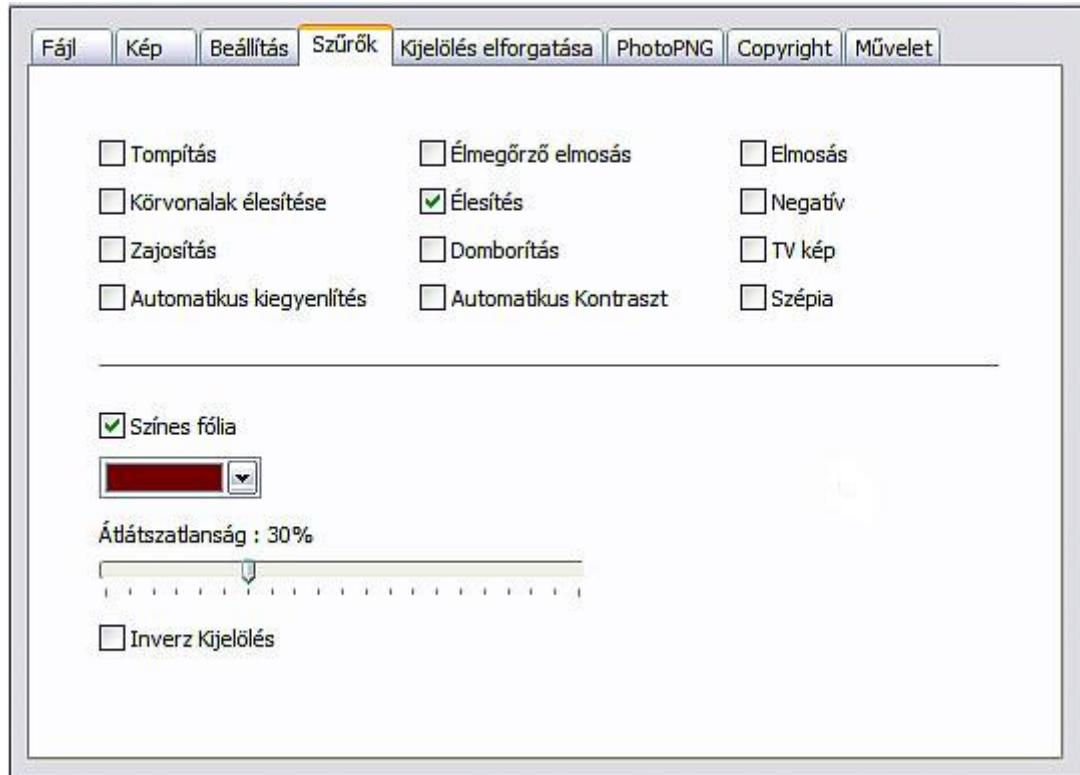 Fájl Kép Beállítás Szűrők Kijelölés elforgatása PhotoPNG Copyright Művelet
Tompítás Élmegőrző elmosás Elmosás
Körvonalak élesítése Élesítés Negatív
Zajosítás Domborítás TV kép
Automatikus kiegyenlítés Automatikus Kontraszt Szépia
Színes fólia
Átlátszatlanság : 30%
Inverz Kijelölés